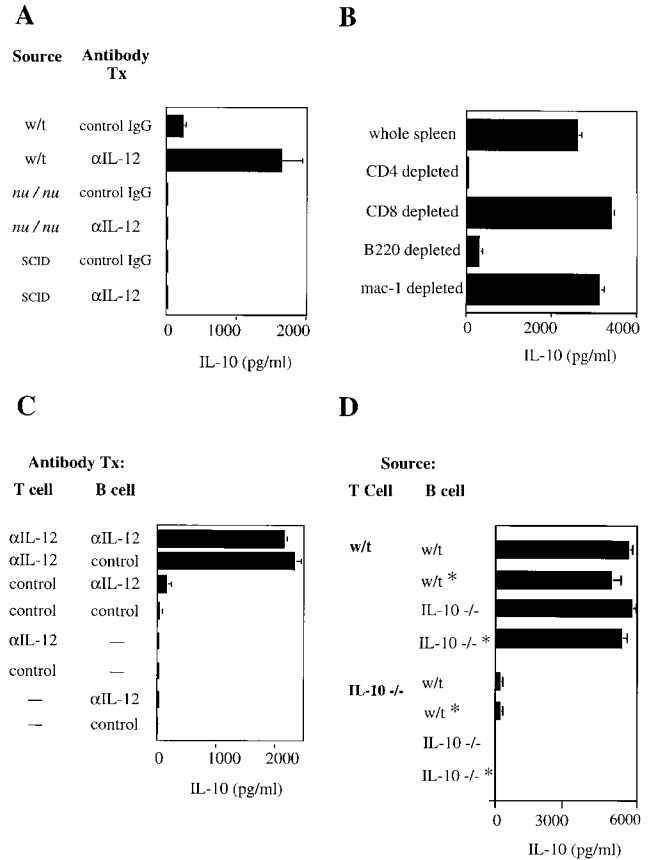 A
Source Antibody Tx
w/t control IgG
w/t αIL-12
nu / nu control IgG
nu / nu αIL-12
SCID control IgG
SCID αIL-12
0 1000 2000
IL-10 (pg/ml)
B
whole spleen
CD4 depleted
CD8 depleted
B220 depleted
mac-1 depleted
0 2000 4000
IL-10 (pg/ml)
C
Antibody Tx:
T cell B cell
αIL-12 αIL-12
αIL-12 control
control αIL-12
control control
αIL-12 —
control —
— αIL-12
— control
0 1000 2000
IL-10 (pg/ml)
D
Source:
T Cell B cell
w/t w/t
w/t *
IL-10 -/-
IL-10 -/- *
IL-10 -/- w/t
w/t *
IL-10 -/-
IL-10 -/- *
0 3000 6000
IL-10 (pg/ml)